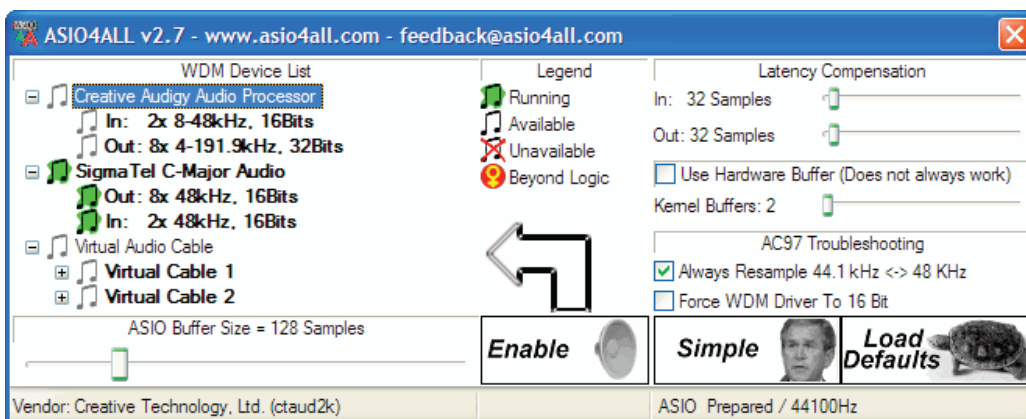 ASIO4ALL v2.7 - www.asio4all.com - feedback@asio4all.com
WDM Device List
Creative Audigy Audio Processor
In: 2x 8-48kHz, 16Bits
Out: 8x 4-191.9kHz, 32Bits
SigmaTel C-Major Audio
Out: 8x 48kHz, 16Bits
In: 2x 48kHz, 16Bits
Virtual Audio Cable
Virtual Cable 1
Virtual Cable 2
ASIO Buffer Size = 128 Samples
Legend
Running
Available
Unavailable
Beyond Logic
Enable
Latency Compensation
In: 32 Samples
Out: 32 Samples
Use Hardware Buffer (Does not always work)
Kernel Buffers: 2
AC97 Troubleshooting
Always Resample 44.1 kHz <-> 48 KHz
Force WDM Driver To 16 Bit
Simple
Load
Defaults
Vendor: Creative Technology, Ltd. (ctaud2k)
ASIO Prepared / 44100Hz